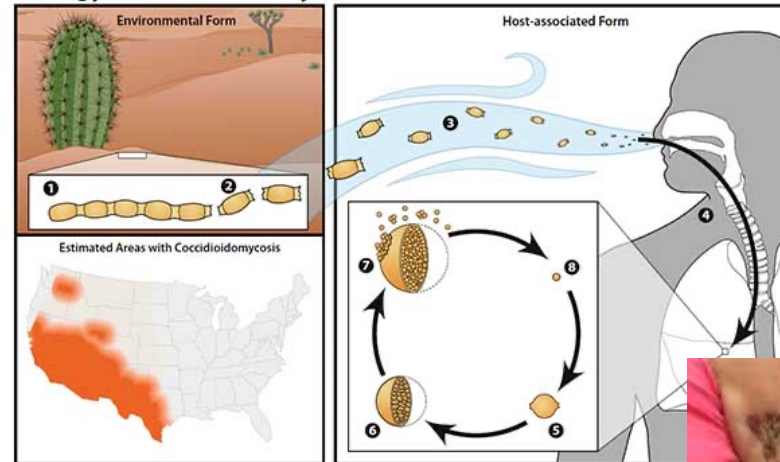 Environmental Form
Host-associated Form
1
2
3
4
Estimated Areas with Coccidioidomycosis
7
8
6
5